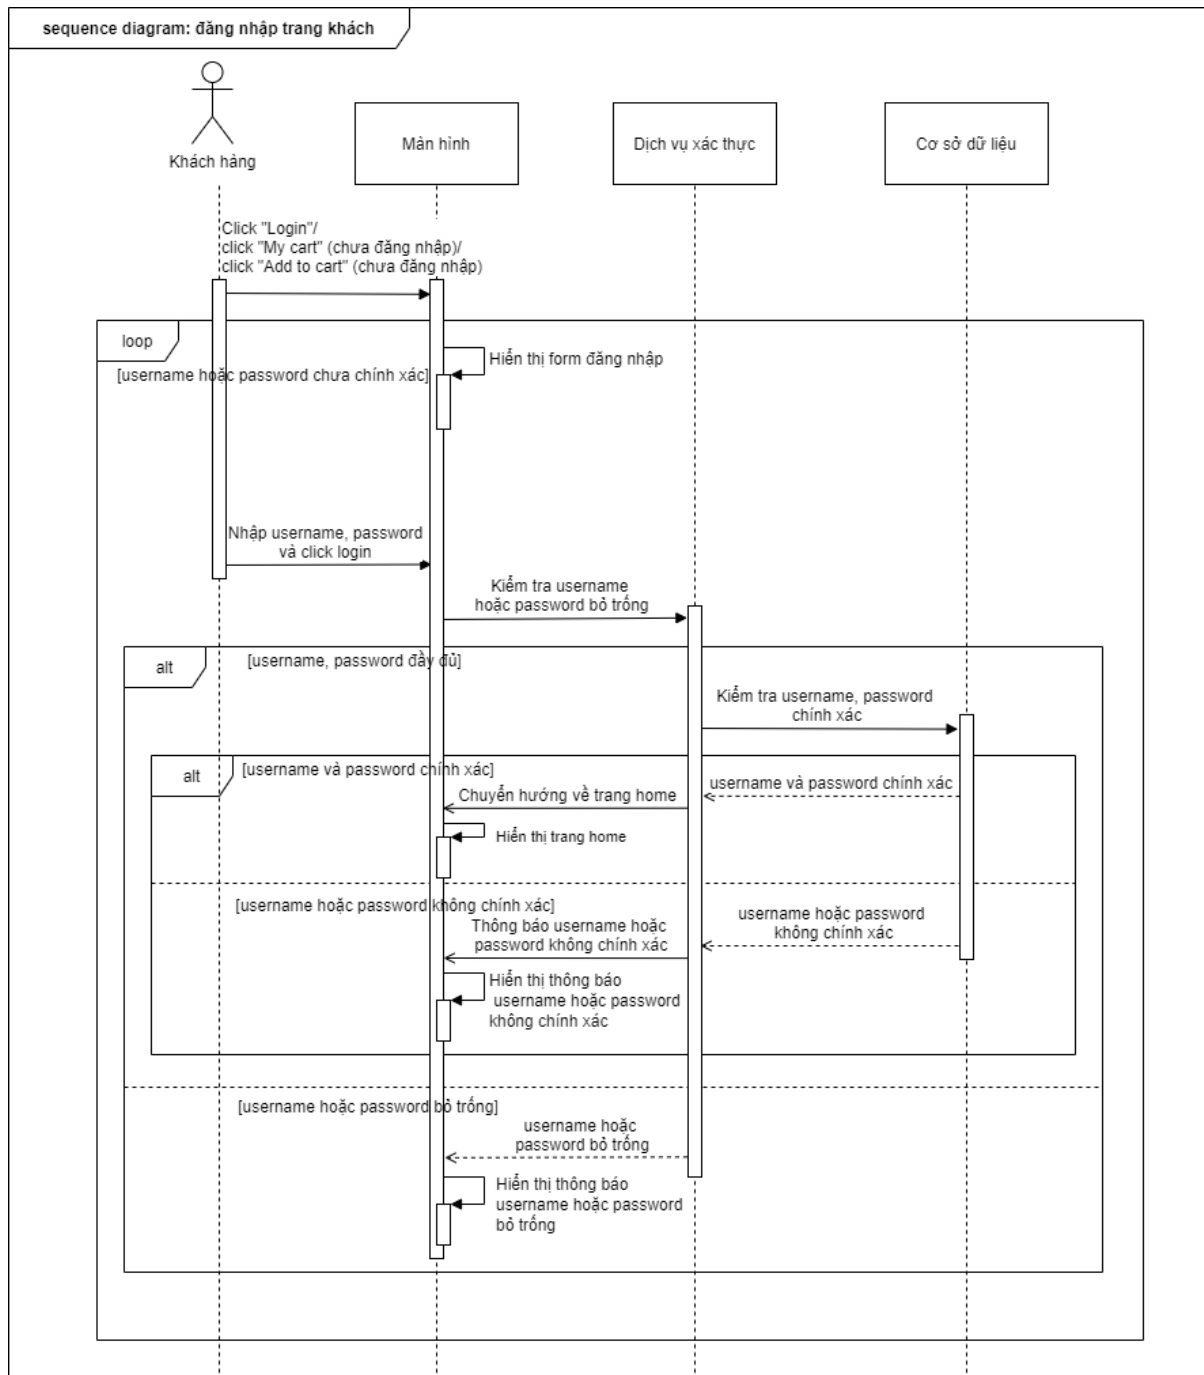 sequence diagram: đăng nhập trang khách
Khách hàng
Màn hình
Dịch vụ xác thực
Cơ sở dữ liệu
Click "Login"/
click "My cart" (chưa đăng nhập)/
click "Add to cart" (chưa đăng nhập)
loop
Hiển thị form đăng nhập
[username hoặc password chưa chính xác]
Nhập username, password
và click login
Kiểm tra username
hoặc password bỏ trống
alt
[username, password đầy đủ]
Kiểm tra username, password
chính xác
alt
[username và password chính xác]
username và password chính xác
Chuyển hướng về trang home
Hiển thị trang home
[username hoặc password không chính xác]
username hoặc password
không chính xác
Thông báo username hoặc
password không chính xác
Hiển thị thông báo
username hoặc password
không chính xác
[username hoặc password bỏ trống]
username hoặc
password bỏ trống
Hiển thị thông báo
username hoặc password
bỏ trống